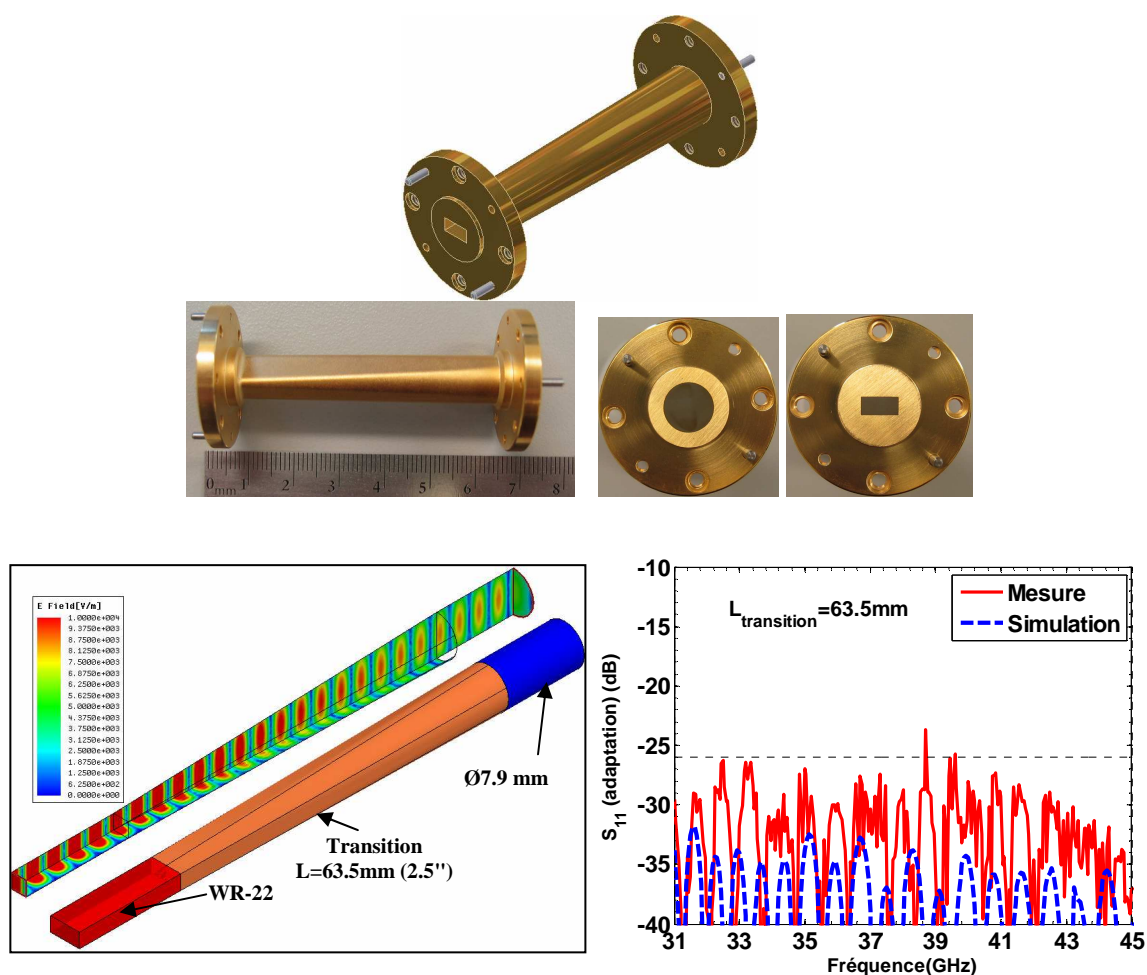 0 1 2 3 4 5 6 7 8
mm
E Field[V/m]
1.0000e+004
9.3750e+003
8.7500e+003
8.1250e+003
7.5000e+003
6.8750e+003
6.2500e+003
5.6250e+003
5.0000e+003
4.3750e+003
3.7500e+003
3.1250e+003
2.5000e+003
1.8750e+003
1.2500e+003
6.2500e+002
0.0000e+000
Ø7.9 mm
Transition
L=63.5mm (2.5")
WR-22
-10
-15
-20
-25
-30
-35
-40
S11 (adaptation) (dB)
Ltransition=63.5mm
Mesure
Simulation
31 33 35 37 39 41 43 45
Fréquence(GHz)